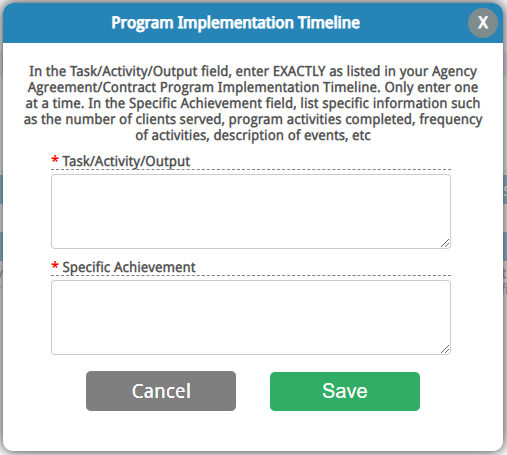 Program Implementation Timeline
X
In the Task/Activity/Output field, enter EXACTLY as listed in your Agency
Agreement/Contract Program Implementation Timeline. Only enter one
at a time. In the Specific Achievement field, list specific information such
as the number of clients served, program activities completed, frequency
of activities, description of events, etc
* Task/Activity/Output
* Specific Achievement
Cancel
Save